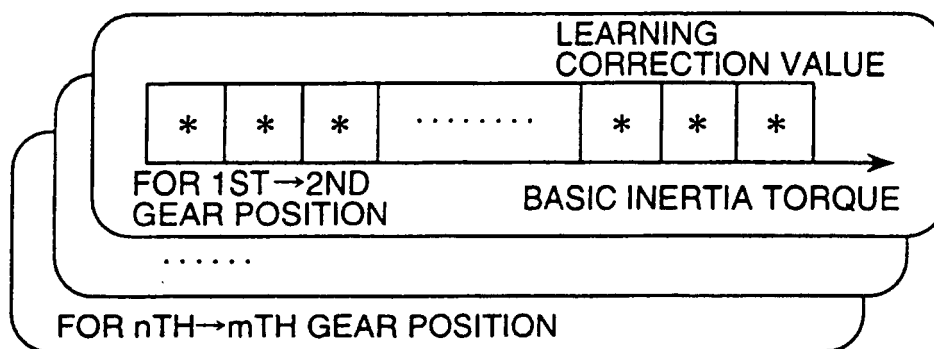 LEARNING
CORRECTION VALUE
* * * ········ * * *
FOR 1ST→2ND
GEAR POSITION
BASIC INERTIA TORQUE
······
FOR nTH→mTH GEAR POSITION